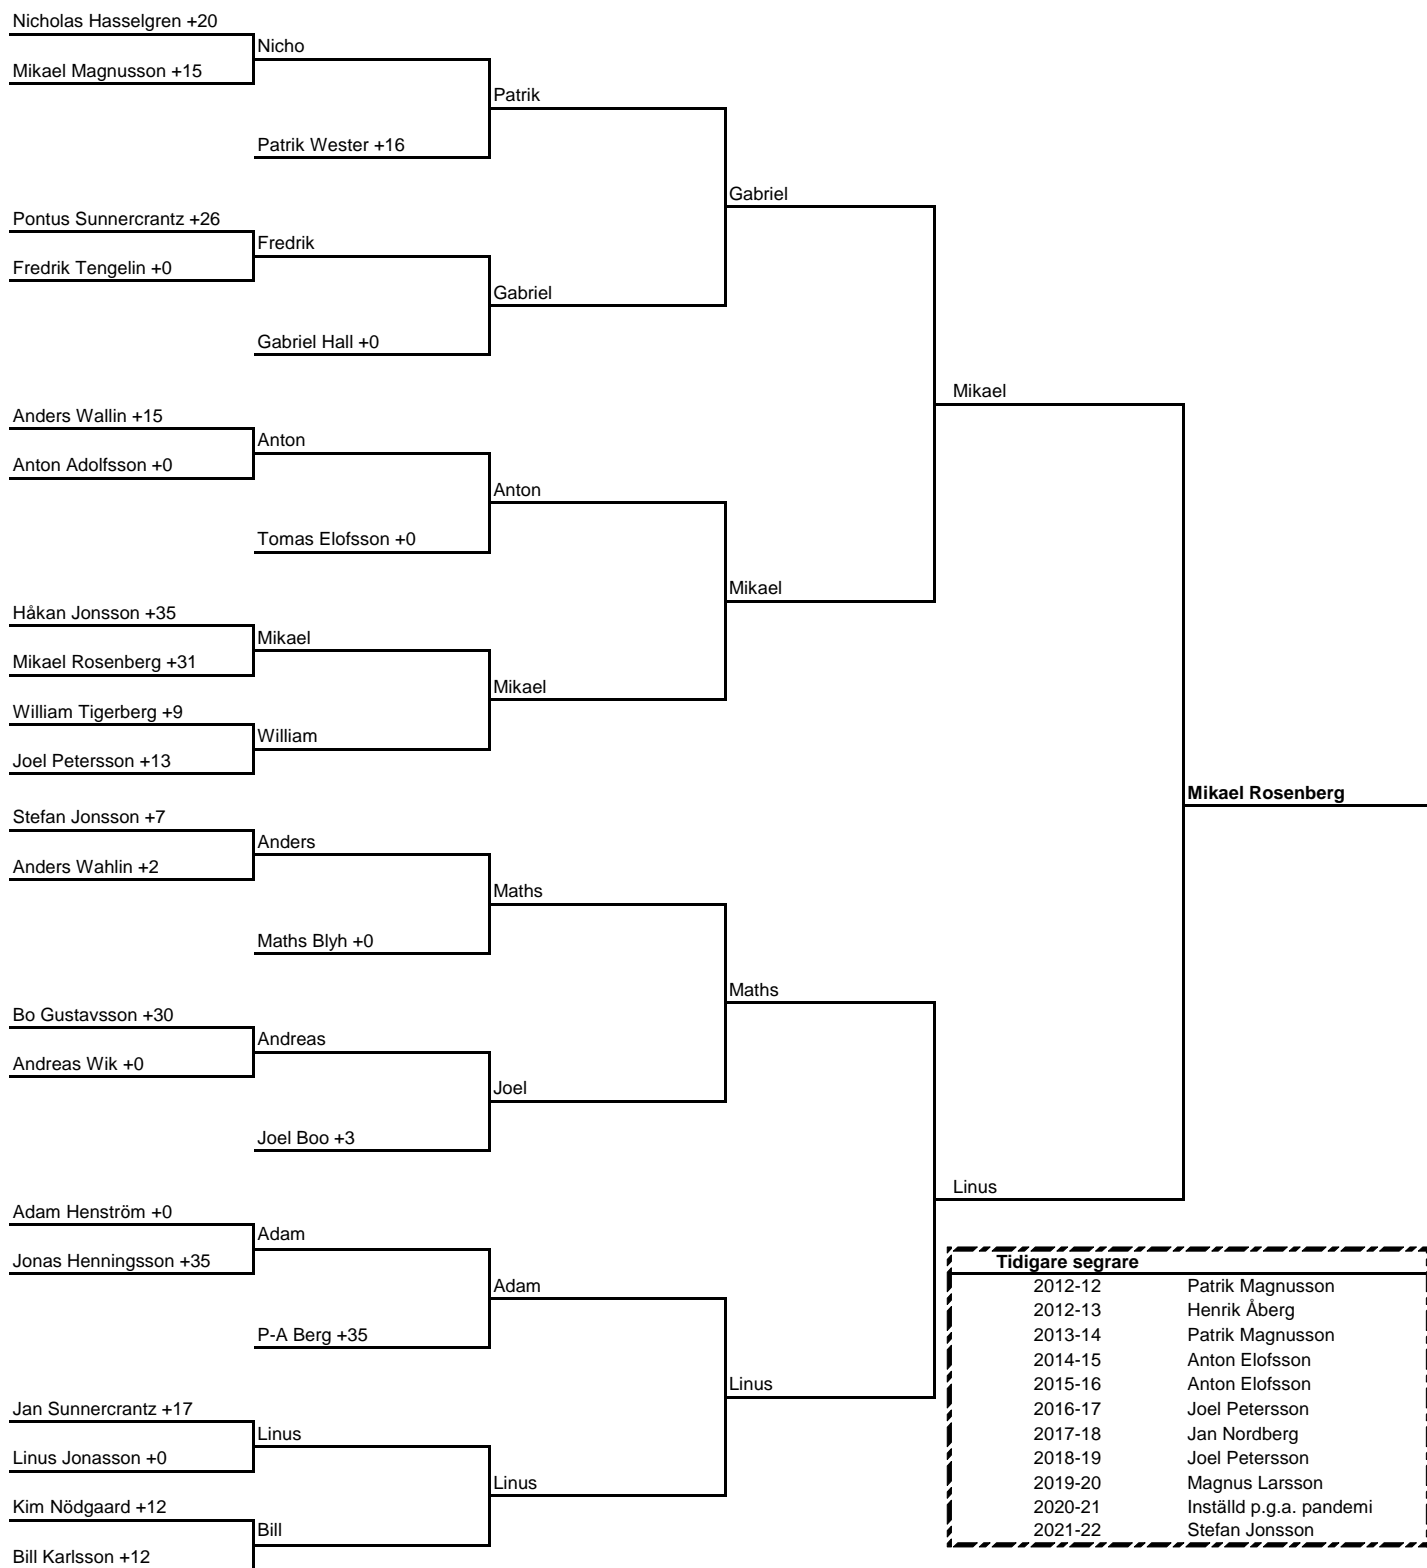 Nicholas Hasselgren +20
Nicho
Mikael Magnusson +15
Patrik
Patrik Wester +16
Gabriel
Pontus Sunnercrantz +26
Fredrik
Fredrik Tengelin +0
Gabriel
Gabriel Hall +0
Mikael
Anders Wallin +15
Anton
Anton Adolfsson +0
Anton
Tomas Elofsson +0
Mikael
Håkan Jonsson +35
Mikael
Mikael Rosenberg +31
Mikael
William Tigerberg +9
William
Joel Petersson +13
Mikael Rosenberg
Stefan Jonsson +7
Anders
Anders Wahlin +2
Maths
Maths Blyh +0
Maths
Bo Gustavsson +30
Andreas
Andreas Wik +0
Joel
Joel Boo +3
Linus
Adam Henström +0
Adam
Jonas Henningsson +35
Adam
P-A Berg +35
Linus
Jan Sunnercrantz +17
Linus
Linus Jonasson +0
Linus
Kim Nödgaard +12
Bill
Bill Karlsson +12
Tidigare segrare
2012-12 Patrik Magnusson
2012-13 Henrik Åberg
2013-14 Patrik Magnusson
2014-15 Anton Elofsson
2015-16 Anton Elofsson
2016-17 Joel Petersson
2017-18 Jan Nordberg
2018-19 Joel Petersson
2019-20 Magnus Larsson
2020-21 Inställd p.g.a. pandemi
2021-22 Stefan Jonsson